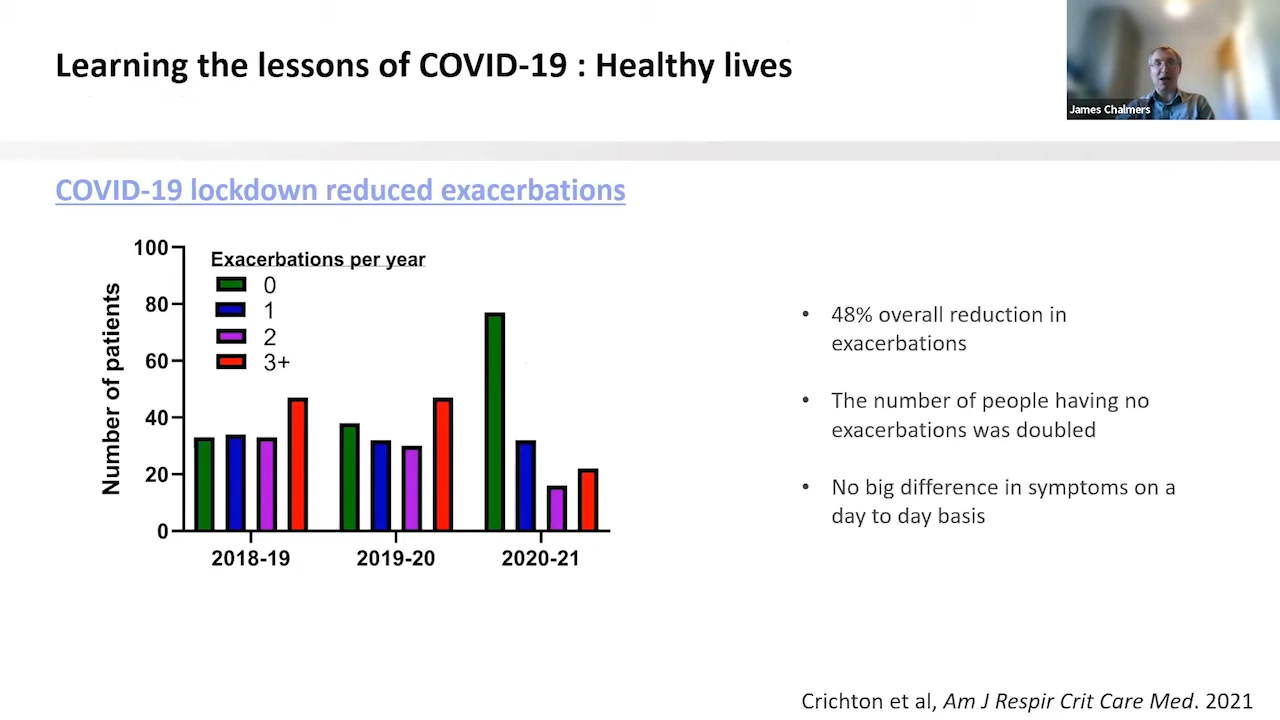 Learning the lessons of COVID-19 : Healthy lives
James Chalmers
COVID-19 lockdown reduced exacerbations
Number of patients
100
80
60
40
20
0
Exacerbations per year
0
1
2
3+
2018-19
2019-20
2020-21
• 48% overall reduction in
exacerbations
• The number of people having no
exacerbations was doubled
• No big difference in symptoms on a
day to day basis
Crichton et al, Am J Respir Crit Care Med. 2021